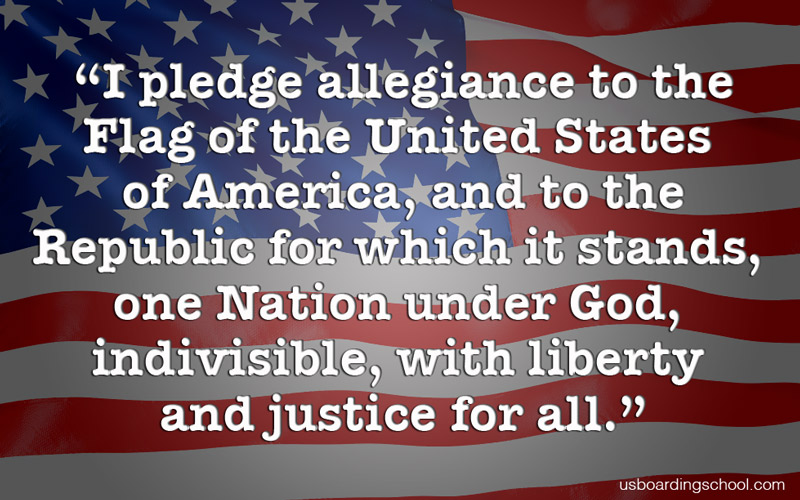 “I pledge allegiance to the
Flag of the United States
of America, and to the
Republic for which it stands,
one Nation under God,
indivisible, with liberty
and justice for all.”
usboardingschool.com